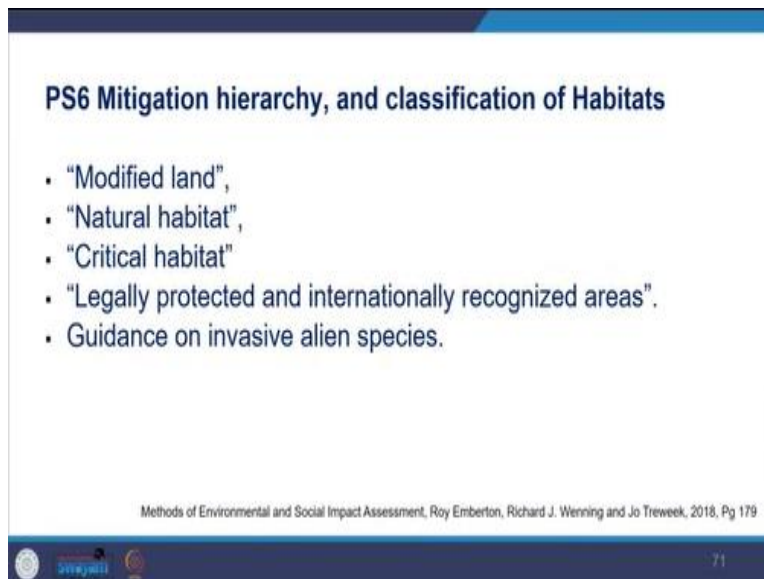 PS6 Mitigation hierarchy, and classification of Habitats
· “Modified land”,
· “Natural habitat”,
· “Critical habitat”
· “Legally protected and internationally recognized areas”.
· Guidance on invasive alien species.
Methods of Environmental and Social Impact Assessment, Roy Emberton, Richard J. Wenning and Jo Treweek, 2018, Pg 179
swayam
71